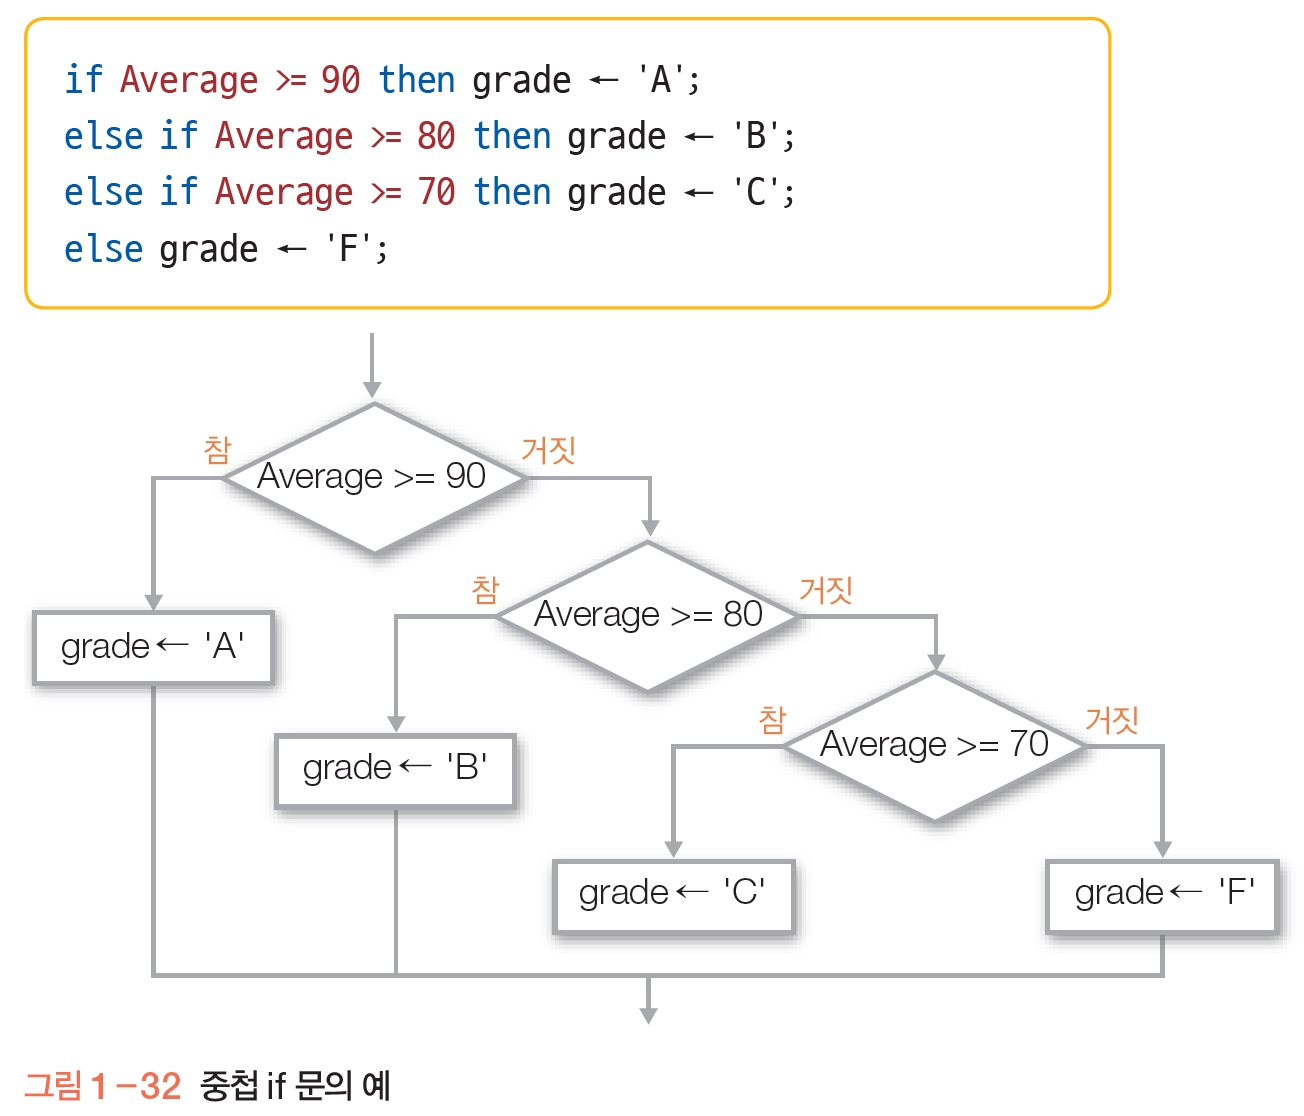 if Average >= 90 then grade ← 'A';
else if Average >= 80 then grade ← 'B';
else if Average >= 70 then grade ← 'C';
else grade ← 'F';
참
거짓
Average >= 90
참
거짓
Average >= 80
grade ← 'A'
참
거짓
Average >= 70
grade ← 'B'
grade ← 'C'
grade ← 'F'
그림 1-32 중첩 if 문의 예